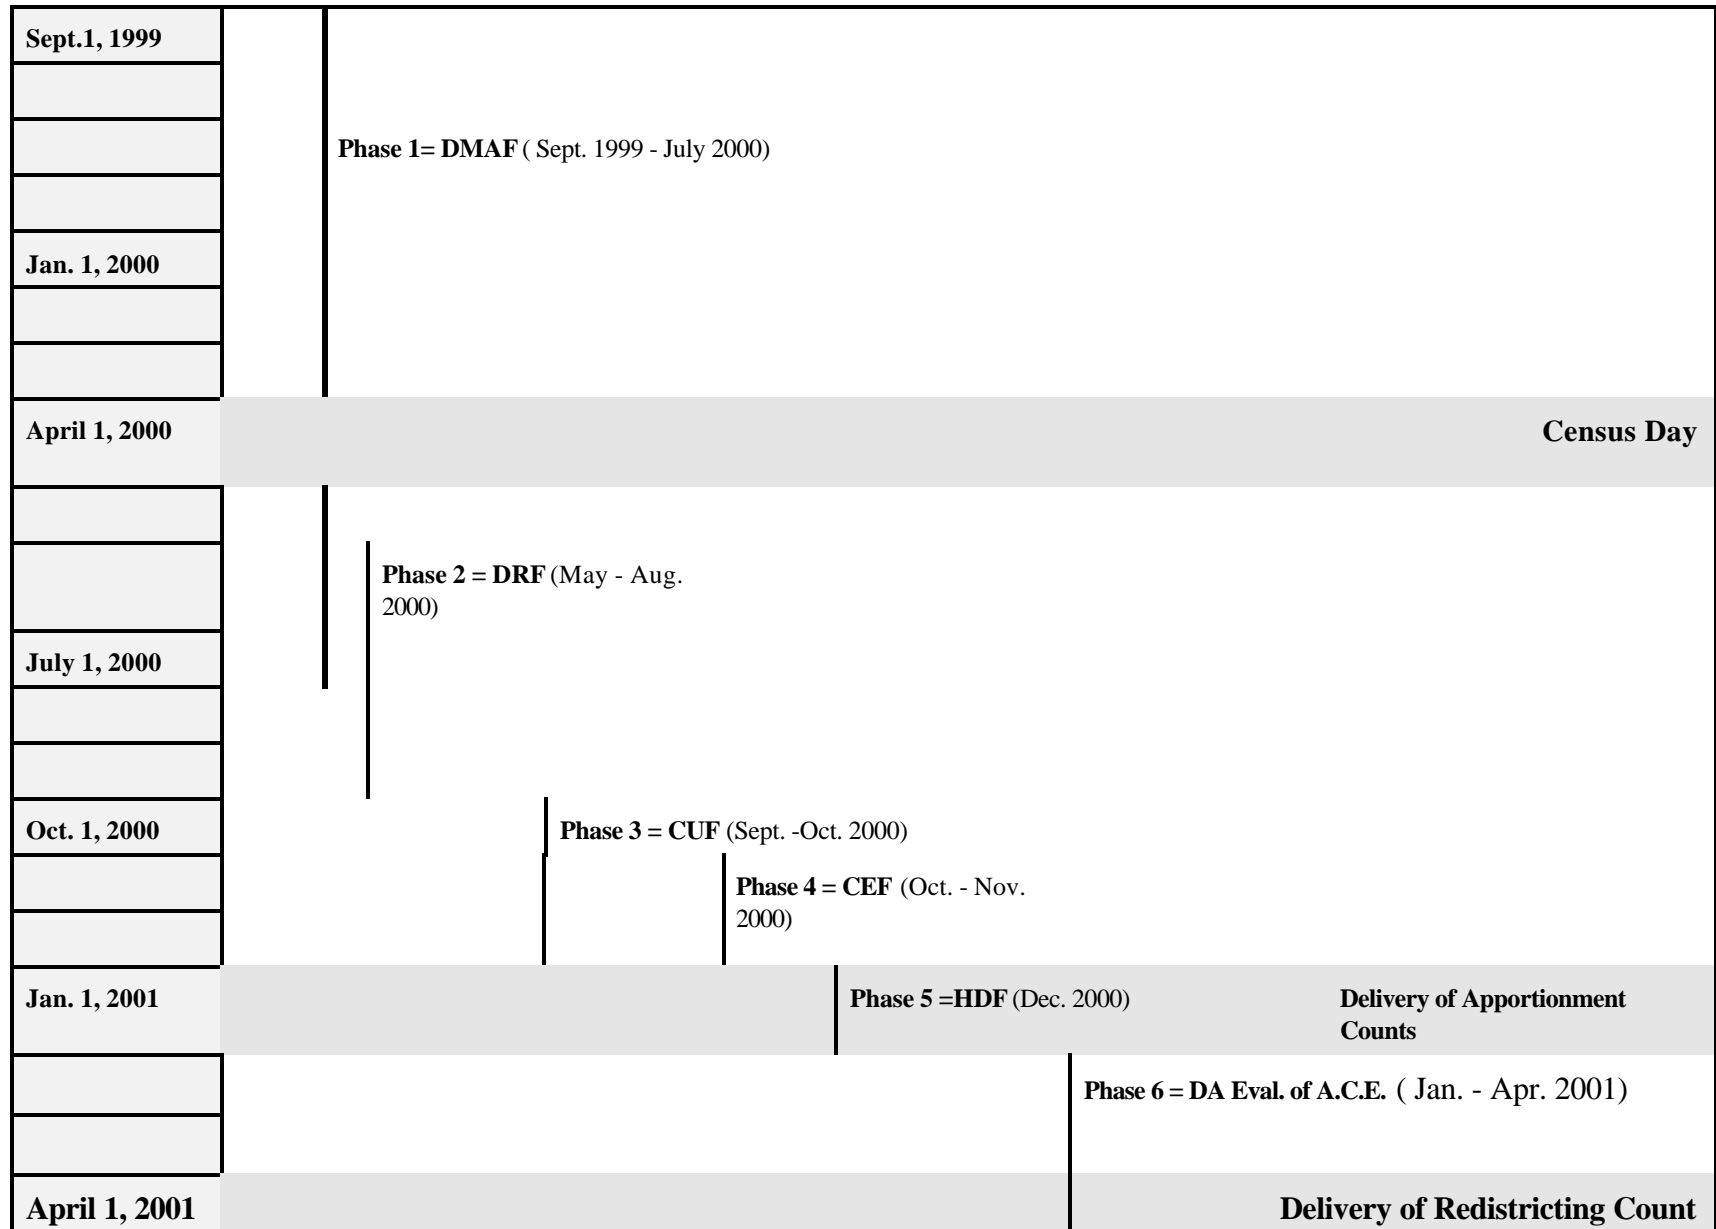 Sept.1, 1999
Phase 1= DMAF ( Sept. 1999 - July 2000)
Jan. 1, 2000
April 1, 2000 Census Day
Phase 2 = DRF (May - Aug.
2000)
July 1, 2000
Oct. 1, 2000 Phase 3 = CUF (Sept. -Oct. 2000)
Phase 4 = CEF (Oct. - Nov.
2000)
Jan. 1, 2001 Phase 5 =HDF (Dec. 2000) Delivery of Apportionment
Counts
Phase 6 = DA Eval. of A.C.E. ( Jan. - Apr. 2001)
April 1, 2001 Delivery of Redistricting Count